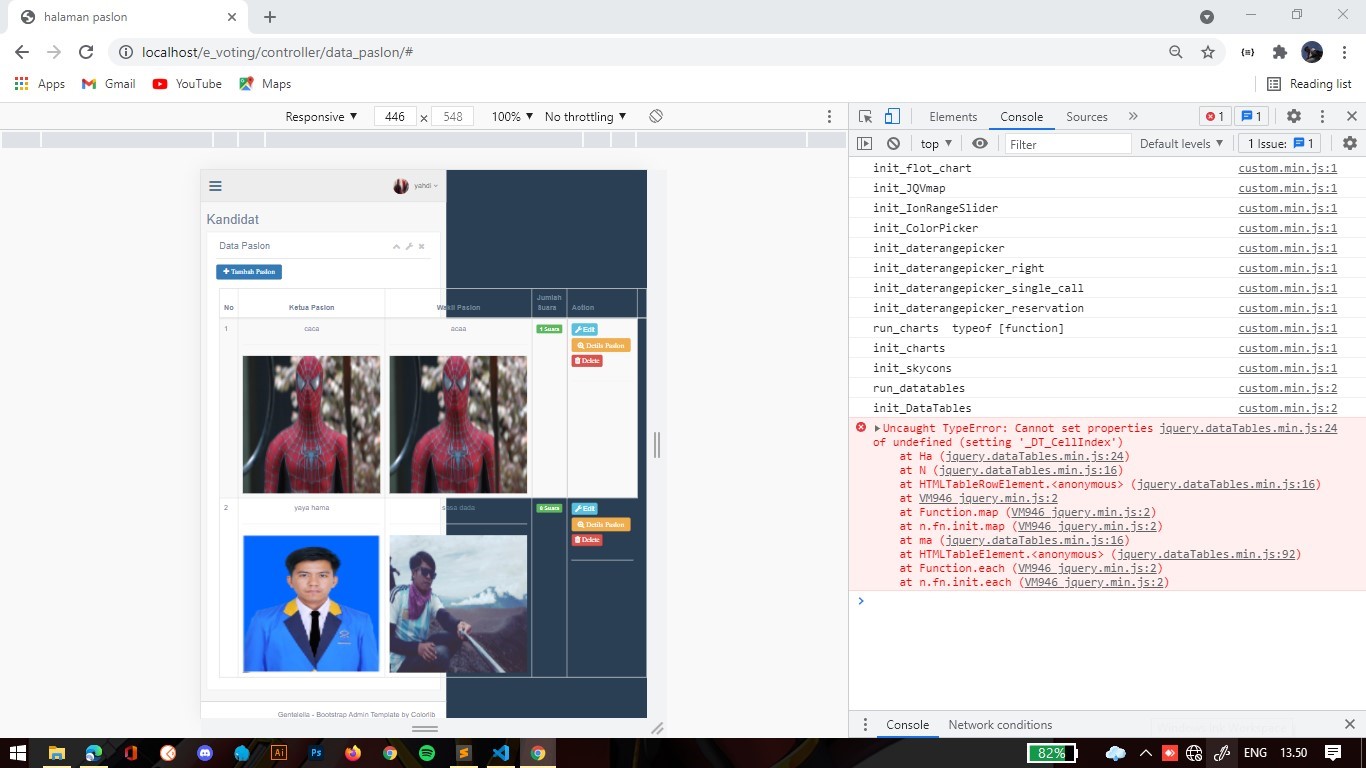 halaman paslon
localhost/e_voting/controller/data_paslon/#
Apps Gmail YouTube Maps Reading list
Responsive 446 × 548 100% No throttling
Elements Console Sources 1 1
top Filter Default levels 1 Issue: 1
yahdi
Kandidat
Data Paslon
Tambah Paslon
No Ketua Paslon Wakil Paslon Jumlah Suara Action
1 caca acaa 1 Suara Edit
Detils Paslon
Delete
2 yaya hama sasa dada 0 Suara Edit
Detils Paslon
Delete
Gentelella - Bootstrap Admin Template by Colorlib
init_flot_chart custom.min.js:1
init_JQVmap custom.min.js:1
init_IonRangeSlider custom.min.js:1
init_ColorPicker custom.min.js:1
init_daterangepicker custom.min.js:1
init_daterangepicker_right custom.min.js:1
init_daterangepicker_single_call custom.min.js:1
init_daterangepicker_reservation custom.min.js:1
run_charts  typeof [function] custom.min.js:1
init_charts custom.min.js:1
init_skycons custom.min.js:1
run_datatables custom.min.js:2
init_DataTables custom.min.js:2
Uncaught TypeError: Cannot set properties jquery.dataTables.min.js:24
of undefined (setting '_DT_CellIndex')
at Ha (jquery.dataTables.min.js:24)
at N (jquery.dataTables.min.js:16)
at HTMLTableRowElement.<anonymous> (jquery.dataTables.min.js:16)
at VM946 jquery.min.js:2
at Function.map (VM946 jquery.min.js:2)
at n.fn.init.map (VM946 jquery.min.js:2)
at ma (jquery.dataTables.min.js:16)
at HTMLTableElement.<anonymous> (jquery.dataTables.min.js:92)
at Function.each (VM946 jquery.min.js:2)
at n.fn.init.each (VM946 jquery.min.js:2)
Console Network conditions
Ai Ps 82% ENG 13.50